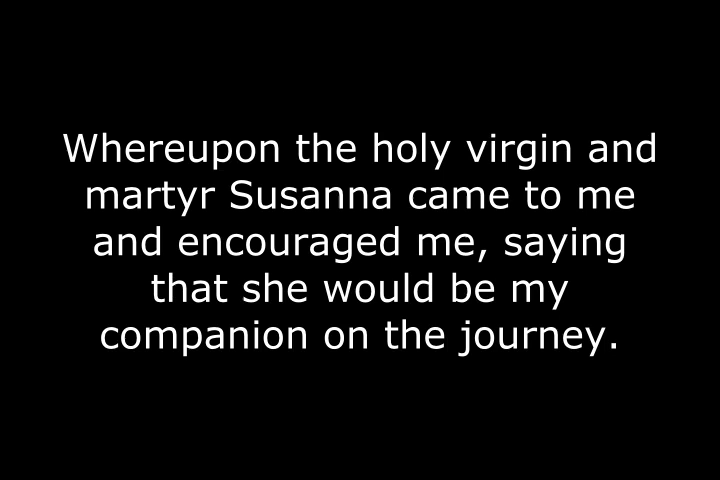 Whereupon the holy virgin and
martyr Susanna came to me
and encouraged me, saying
that she would be my
companion on the journey.